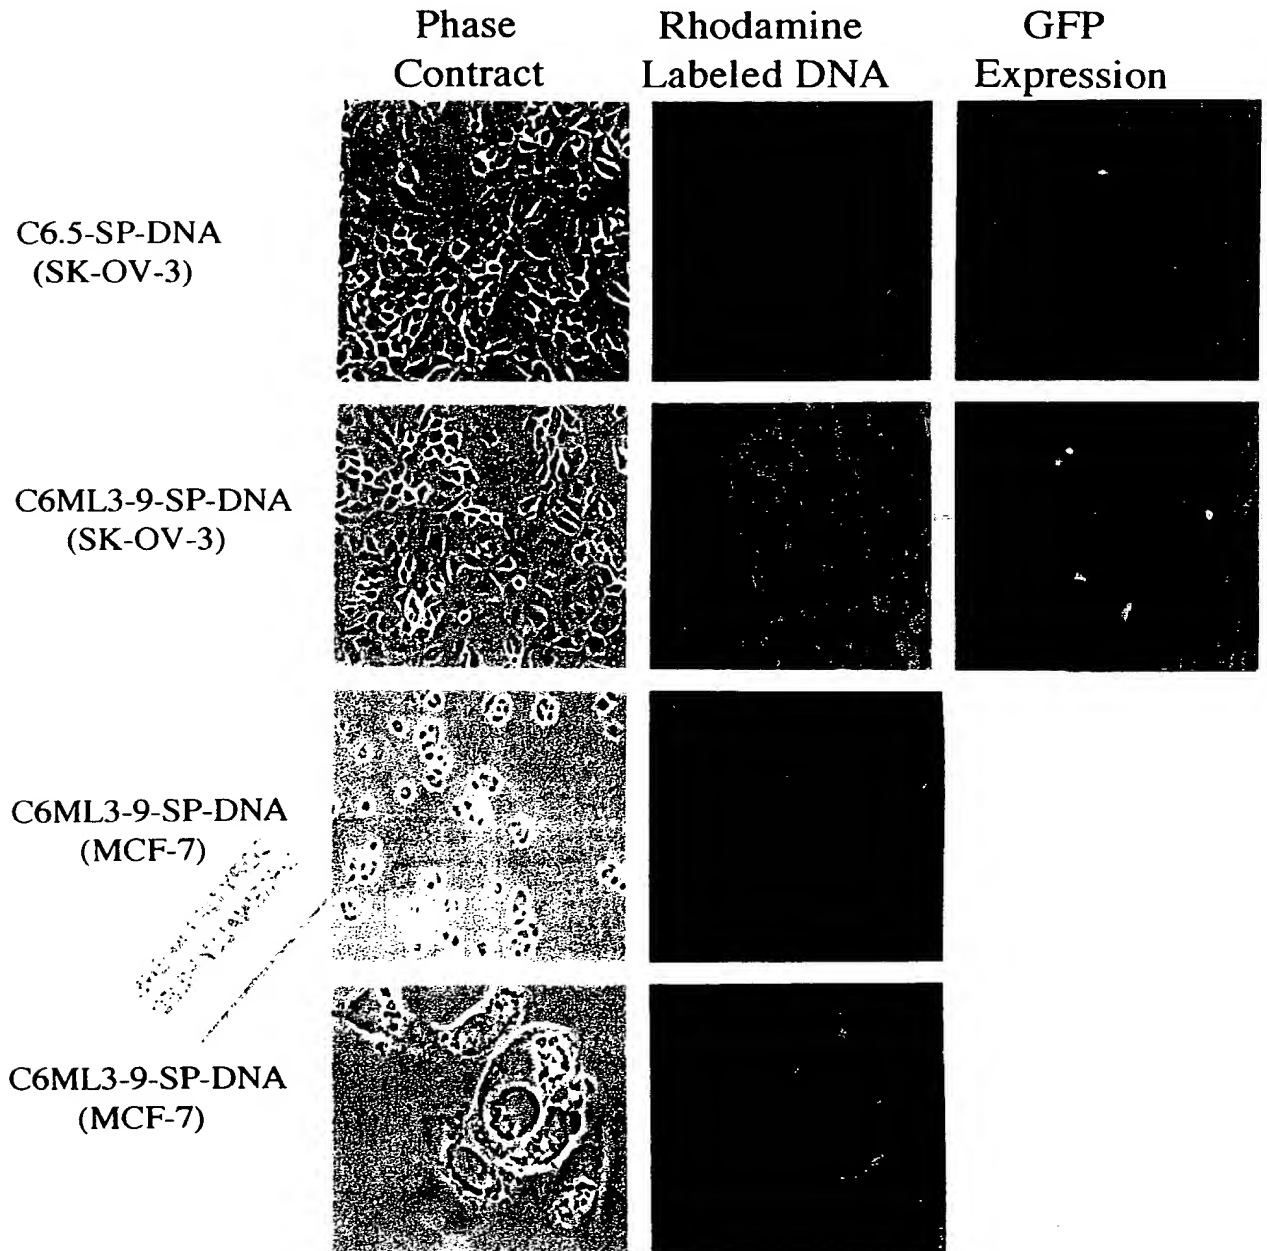 Phase
Contract
Rhodamine
Labeled DNA
GFP
Expression
C6.5-SP-DNA
(SK-OV-3)
C6ML3-9-SP-DNA
(SK-OV-3)
C6ML3-9-SP-DNA
(MCF-7)
C6ML3-9-SP-DNA
(MCF-7)